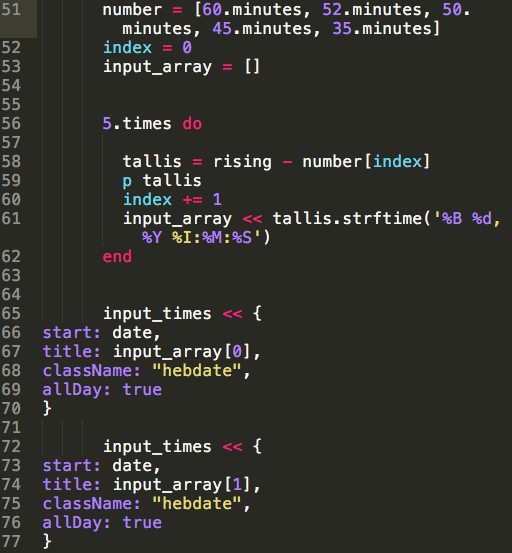 51 number = [60.minutes, 52.minutes, 50.
minutes, 45.minutes, 35.minutes]
52 index = 0
53 input_array = []
54
55
56 5.times do
57
58 tallis = rising - number[index]
59 p tallis
60 index += 1
61 input_array << tallis.strftime('%B %d,
%Y %I:%M:%S')
62 end
63
64
65 input_times << {
66 start: date,
67 title: input_array[0],
68 className: "hebdate",
69 allDay: true
70 }
71
72 input_times << {
73 start: date,
74 title: input_array[1],
75 className: "hebdate",
76 allDay: true
77 }